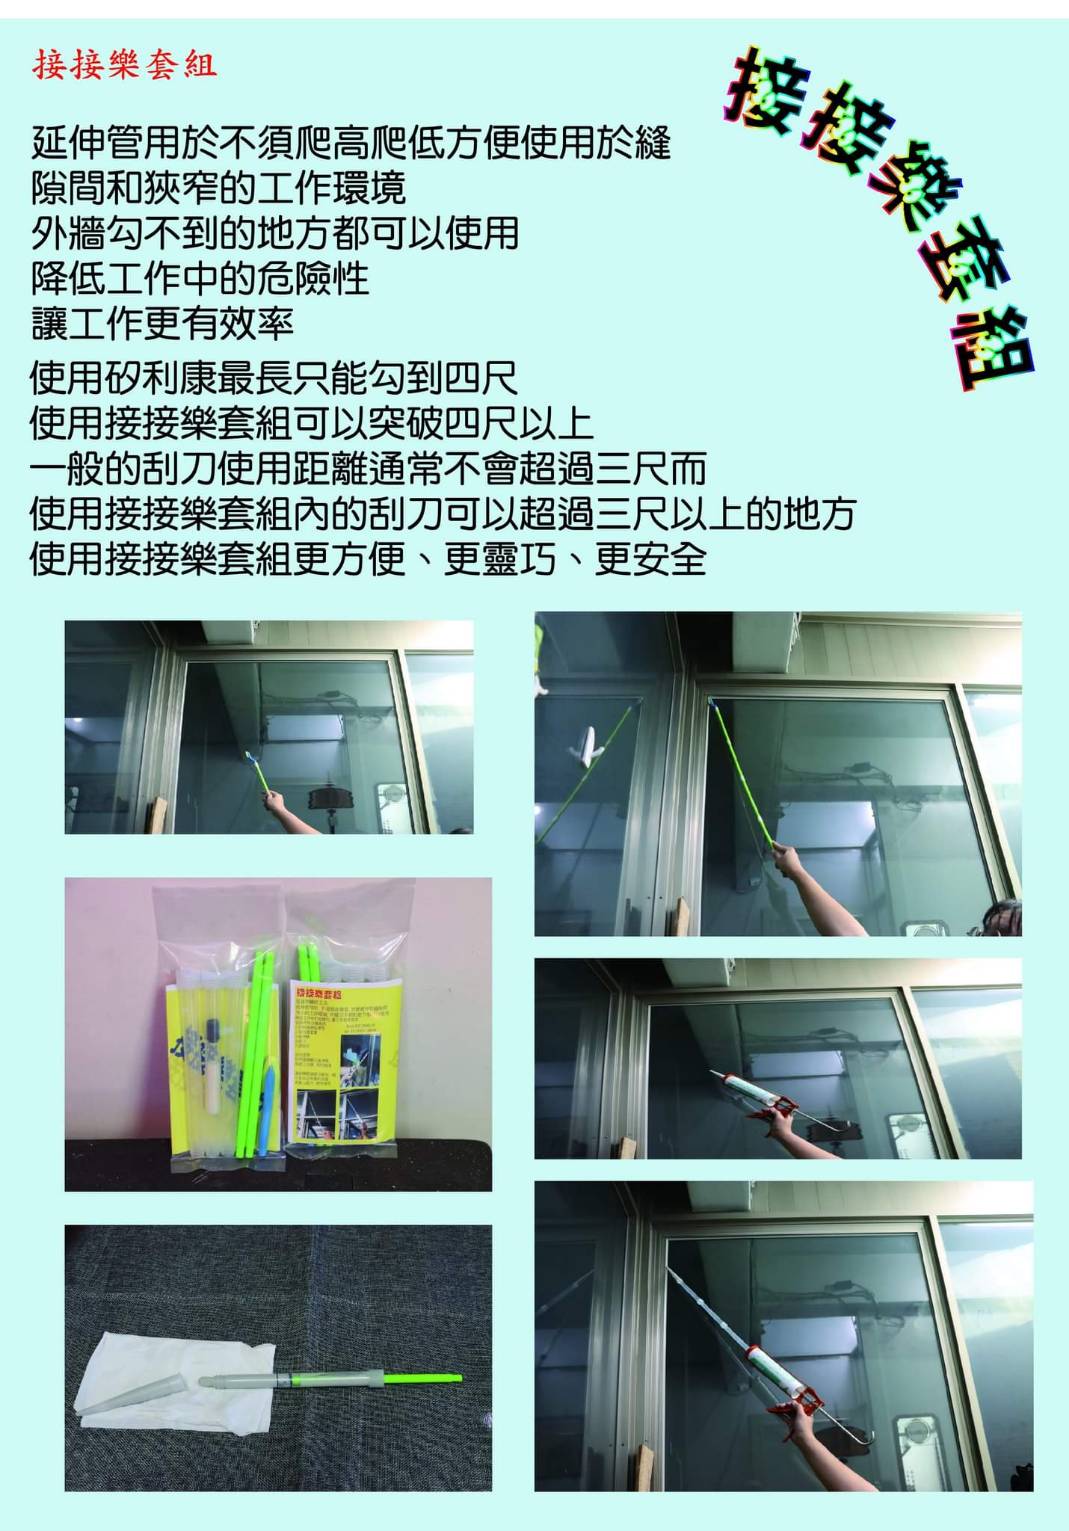 接接樂套組
接接樂套組
延伸管用於不須爬高爬低方便使用於縫
隙間和狹窄的工作環境
外牆勾不到的地方都可以使用
降低工作中的危險性
讓工作更有效率
使用矽利康最長只能勾到四尺
使用接接樂套組可以突破四尺以上
一般的刮刀使用距離通常不會超過三尺而
使用接接樂套組內的刮刀可以超過三尺以上的地方
使用接接樂套組更方便、更靈巧、更安全
接接樂套組